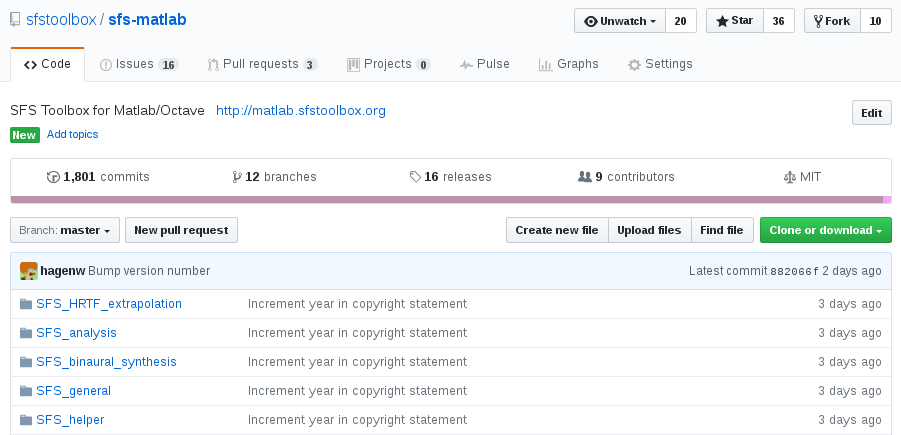 sfstoolbox / sfs-matlab Unwatch 20 Star 36 Fork 10
Code Issues 16 Pull requests 3 Projects 0 Pulse Graphs Settings
SFS Toolbox for Matlab/Octave http://matlab.sfstoolbox.org Edit
New Add topics
1,801 commits 12 branches 16 releases 9 contributors MIT
Branch: master New pull request Create new file Upload files Find file Clone or download
hagenw Bump version number Latest commit 882066f 2 days ago
SFS_HRTF_extrapolation Increment year in copyright statement 3 days ago
SFS_analysis Increment year in copyright statement 3 days ago
SFS_binaural_synthesis Increment year in copyright statement 3 days ago
SFS_general Increment year in copyright statement 3 days ago
SFS_helper Increment year in copyright statement 3 days ago